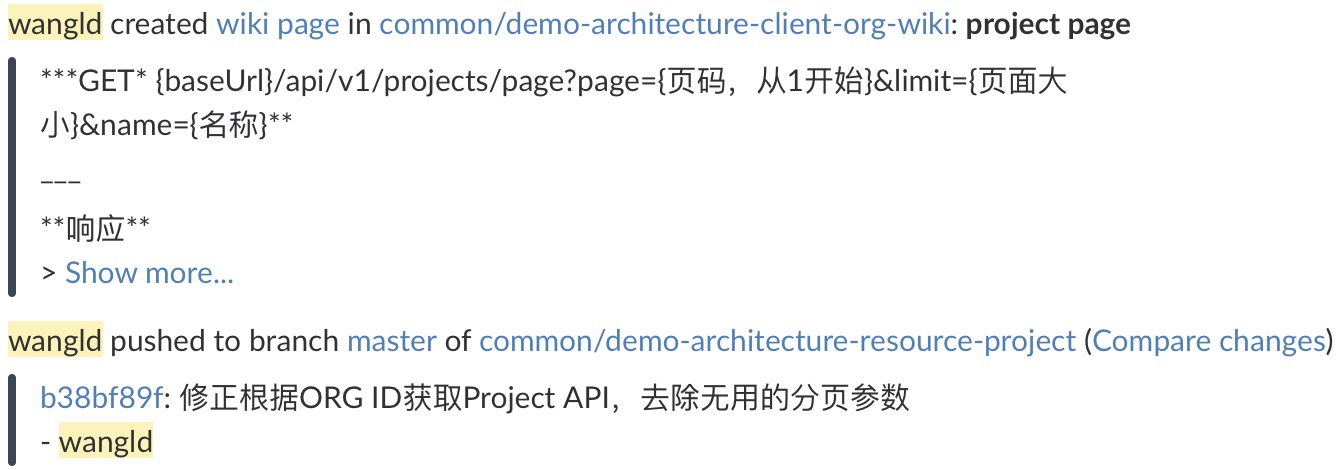 wangld created wiki page in common/demo-architecture-client-org-wiki: project page
***GET* {baseUrl}/api/v1/projects/page?page={页码，从1开始}&limit={页面大
小}&name={名称}**
---
**响应**
> Show more...
wangld pushed to branch master of common/demo-architecture-resource-project (Compare changes)
b38bf89f: 修正根据ORG ID获取Project API，去除无用的分页参数
- wangld